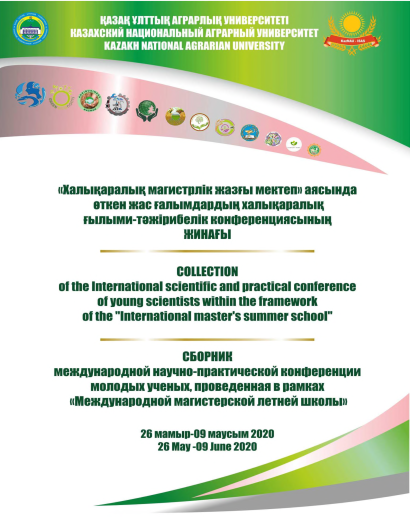 ҚАЗАҚ ҰЛТТЫҚ АГРАРЛЫҚ УНИВЕРСИТЕТІ
КАЗАХСКИЙ НАЦИОНАЛЬНЫЙ АГРАРНЫЙ УНИВЕРСИТЕТ
KAZAKH NATIONAL AGRARIAN UNIVERSITY
«Халықаралық магистрлік жазғы мектеп» аясында
өткен жас ғалымдардың халықаралық
ғылыми-тәжірибелік конференциясының
ЖИНАҒЫ
COLLECTION
of the International scientific and practical conference
of young scientists within the framework
of the "International master's summer school"
СБОРНИК
международной научно-практической конференции
молодых ученых, проведенная в рамках
«Международной магистерской летней школы»
26 мамыр-09 маусым 2020
26 May -09 June 2020